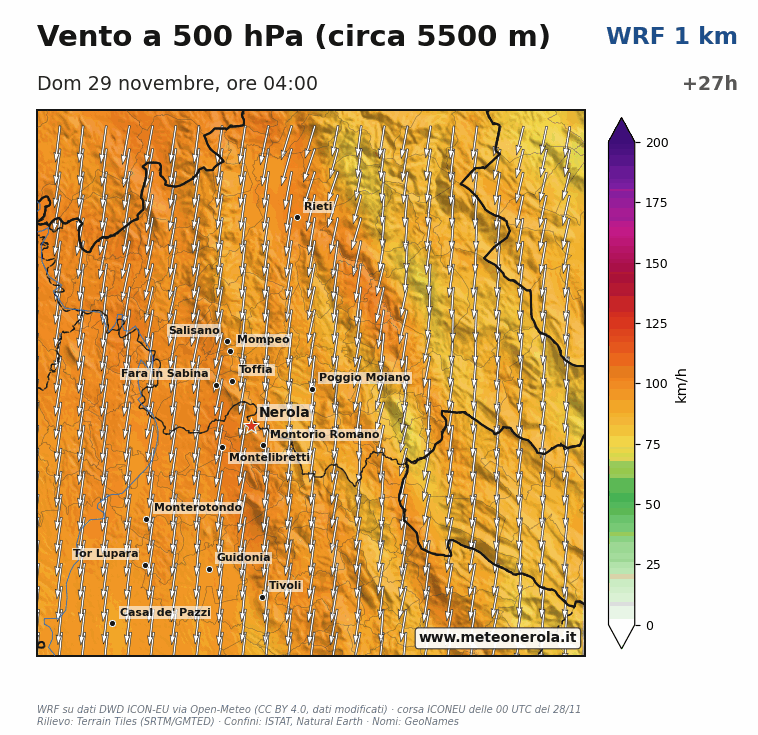 Vento a 500 hPa (circa 5500 m)
WRF 1 km
Dom 29 novembre, ore 04:00
+27h
Rieti
Salisano
Mompeo
Fara in Sabina
Toffia
Poggio Moiano
Nerola
Montorio Romano
Montelibretti
Monterotondo
Tor Lupara
Guidonia
Tivoli
Casal de' Pazzi
www.meteonerola.it
200
175
150
125
100
75
50
25
0
km/h
WRF su dati DWD ICON-EU via Open-Meteo (CC BY 4.0, dati modificati) · corsa ICONEU delle 00 UTC del 28/11
Rilievo: Terrain Tiles (SRTM/GMTED) · Confini: ISTAT, Natural Earth · Nomi: GeoNames